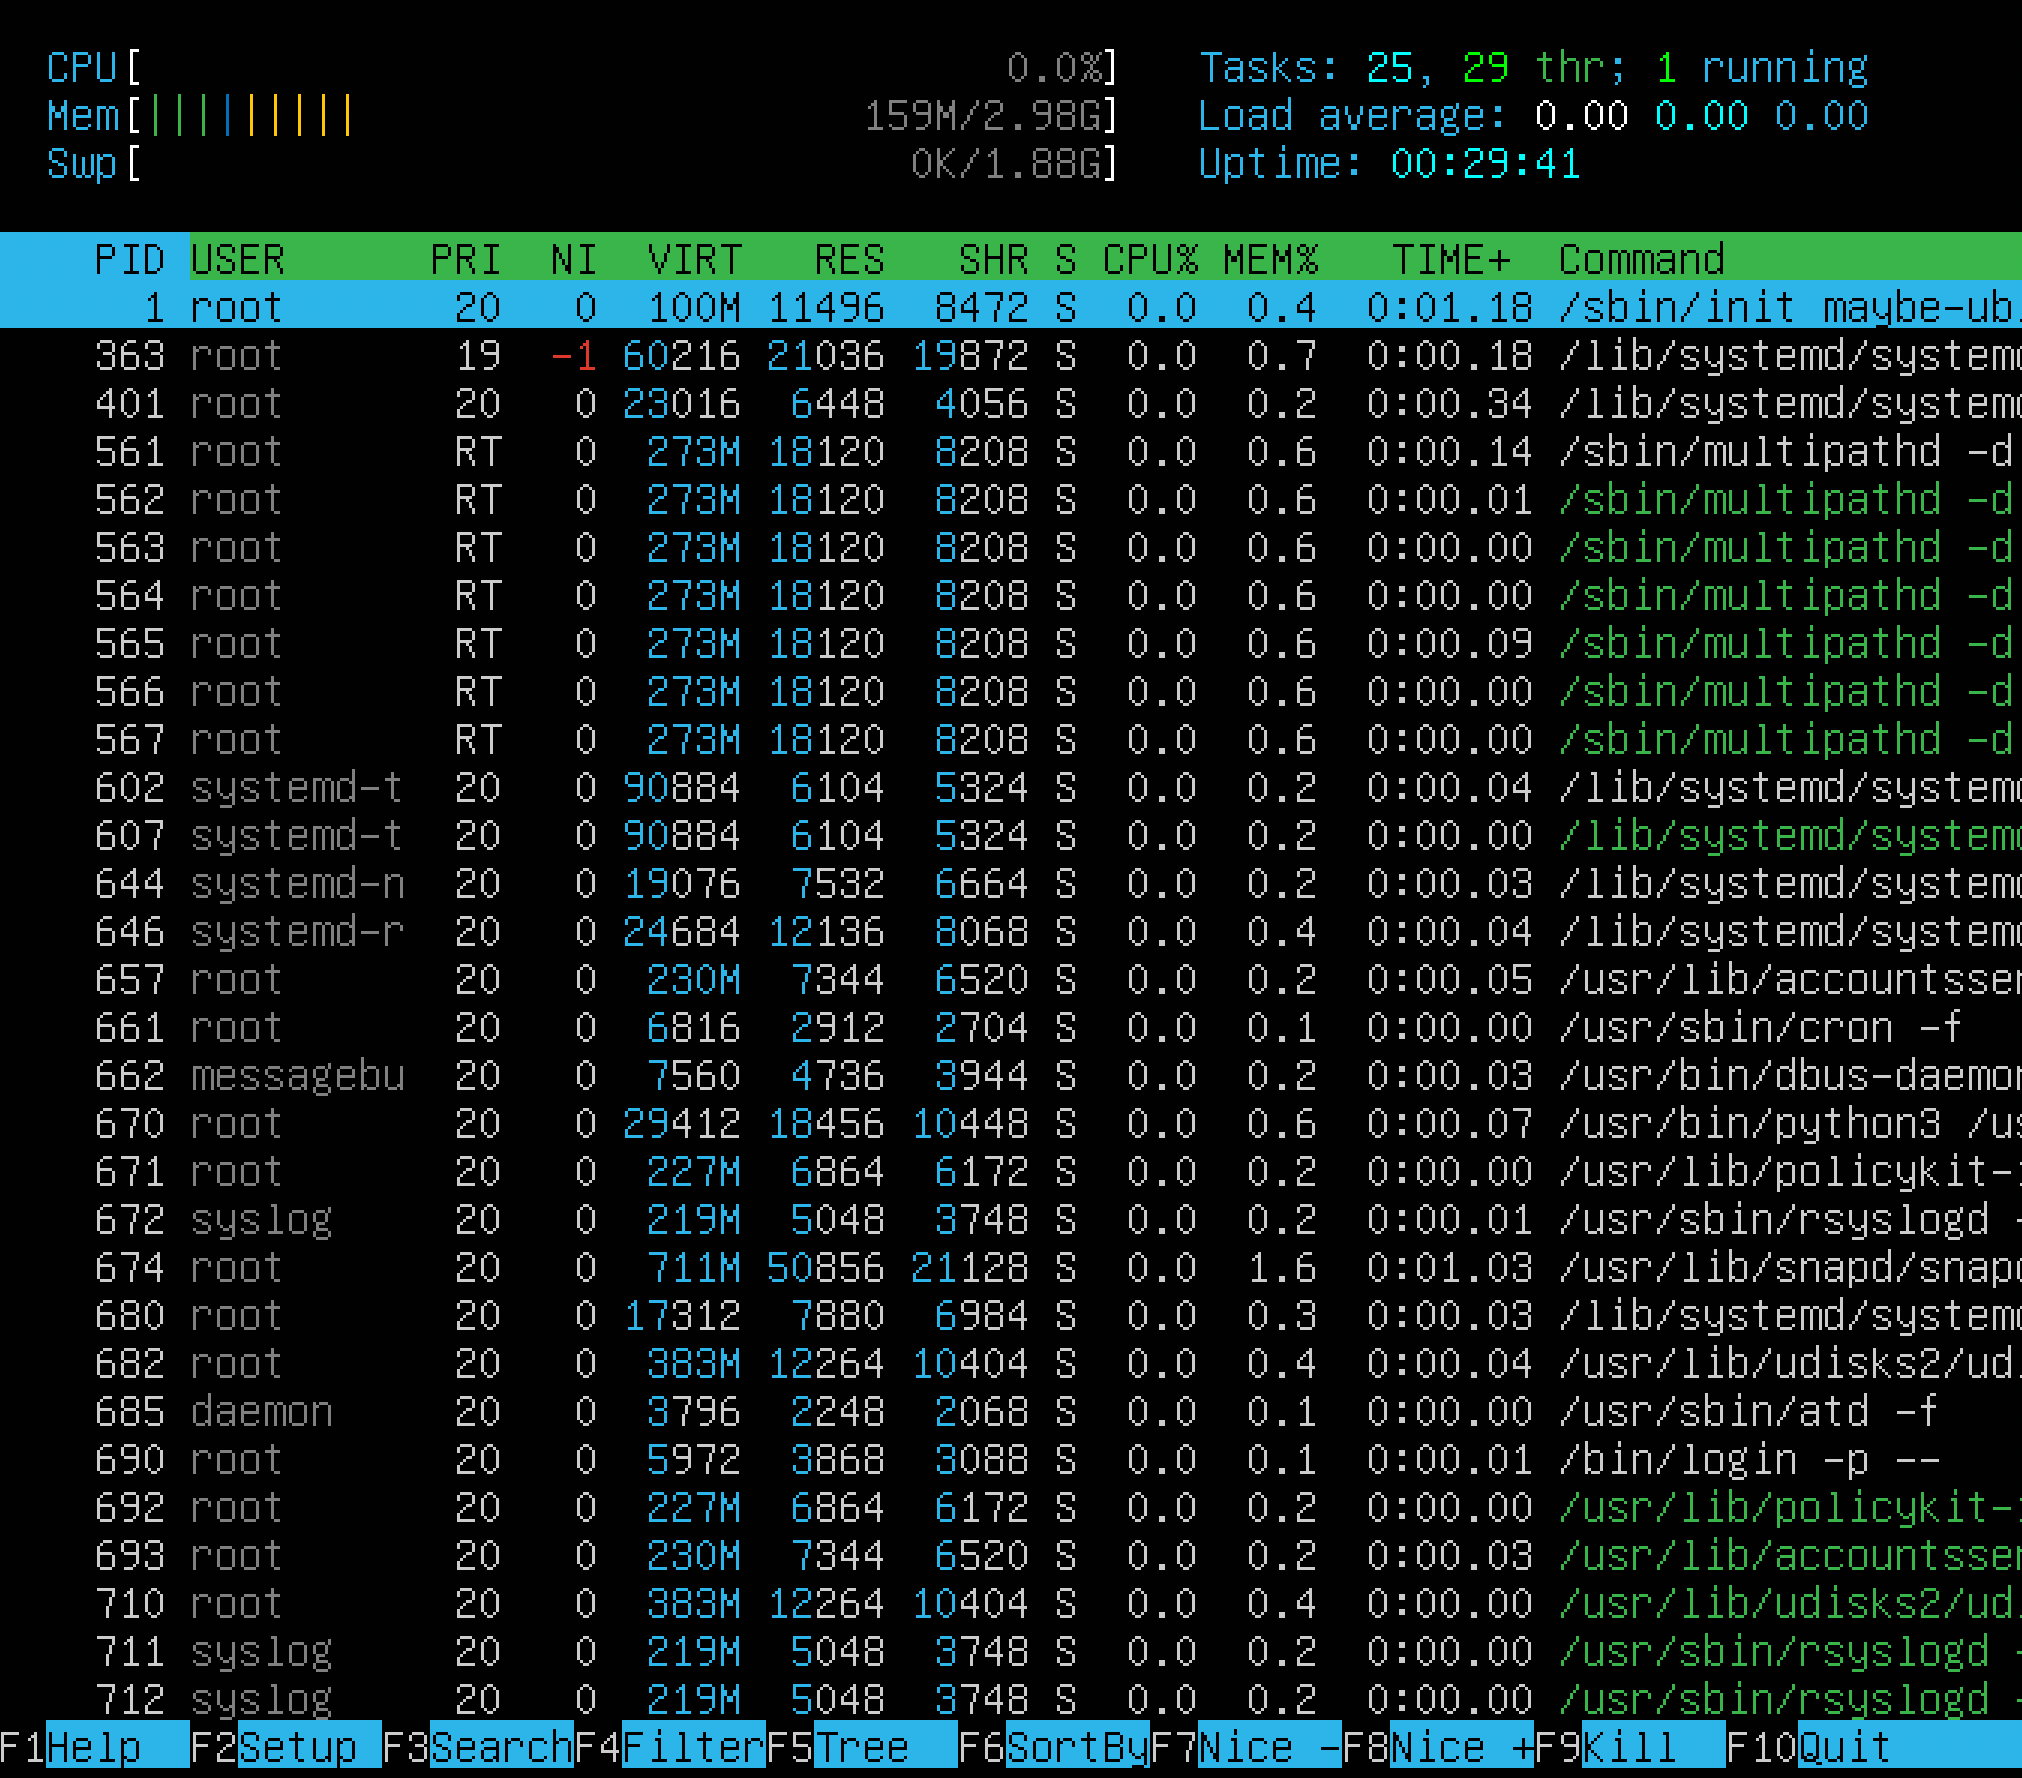 CPU[ 0.0%] Tasks: 25, 29 thr; 1 running
Mem[||||||||| 159M/2.98G] Load average: 0.00 0.00 0.00
Swp[ 0K/1.88G] Uptime: 00:29:41
PID USER PRI NI VIRT RES SHR S CPU% MEM% TIME+ Command
1 root 20 0 100M 11496 8472 S 0.0 0.4 0:01.18 /sbin/init maybe-ub
363 root 19 -1 60216 21036 19872 S 0.0 0.7 0:00.18 /lib/systemd/systemd
401 root 20 0 23016 6448 4056 S 0.0 0.2 0:00.34 /lib/systemd/systemd
561 root RT 0 273M 18120 8208 S 0.0 0.6 0:00.14 /sbin/multipathd -d
562 root RT 0 273M 18120 8208 S 0.0 0.6 0:00.01 /sbin/multipathd -d
563 root RT 0 273M 18120 8208 S 0.0 0.6 0:00.00 /sbin/multipathd -d
564 root RT 0 273M 18120 8208 S 0.0 0.6 0:00.00 /sbin/multipathd -d
565 root RT 0 273M 18120 8208 S 0.0 0.6 0:00.09 /sbin/multipathd -d
566 root RT 0 273M 18120 8208 S 0.0 0.6 0:00.00 /sbin/multipathd -d
567 root RT 0 273M 18120 8208 S 0.0 0.6 0:00.00 /sbin/multipathd -d
602 systemd-t 20 0 90884 6104 5324 S 0.0 0.2 0:00.04 /lib/systemd/systemd
607 systemd-t 20 0 90884 6104 5324 S 0.0 0.2 0:00.00 /lib/systemd/systemd
644 systemd-n 20 0 19076 7532 6664 S 0.0 0.2 0:00.03 /lib/systemd/systemd
646 systemd-r 20 0 24684 12136 8068 S 0.0 0.4 0:00.04 /lib/systemd/systemd
657 root 20 0 230M 7344 6520 S 0.0 0.2 0:00.05 /usr/lib/accountsser
661 root 20 0 6816 2912 2704 S 0.0 0.1 0:00.00 /usr/sbin/cron -f
662 messagebu 20 0 7560 4736 3944 S 0.0 0.2 0:00.03 /usr/bin/dbus-daemon
670 root 20 0 29412 18456 10448 S 0.0 0.6 0:00.07 /usr/bin/python3 /us
671 root 20 0 227M 6864 6172 S 0.0 0.2 0:00.00 /usr/lib/policykit-
672 syslog 20 0 219M 5048 3748 S 0.0 0.2 0:00.01 /usr/sbin/rsyslogd -
674 root 20 0 711M 50856 21128 S 0.0 1.6 0:01.03 /usr/lib/snapd/snapd
680 root 20 0 17312 7880 6984 S 0.0 0.3 0:00.03 /lib/systemd/systemd
682 root 20 0 383M 12264 10404 S 0.0 0.4 0:00.04 /usr/lib/udisks2/ud
685 daemon 20 0 3796 2248 2068 S 0.0 0.1 0:00.00 /usr/sbin/atd -f
690 root 20 0 5972 3868 3088 S 0.0 0.1 0:00.01 /bin/login -p --
692 root 20 0 227M 6864 6172 S 0.0 0.2 0:00.00 /usr/lib/policykit-
693 root 20 0 230M 7344 6520 S 0.0 0.2 0:00.03 /usr/lib/accountsser
710 root 20 0 383M 12264 10404 S 0.0 0.4 0:00.00 /usr/lib/udisks2/ud
711 syslog 20 0 219M 5048 3748 S 0.0 0.2 0:00.00 /usr/sbin/rsyslogd -
712 syslog 20 0 219M 5048 3748 S 0.0 0.2 0:00.00 /usr/sbin/rsyslogd -
F1Help F2Setup F3SearchF4FilterF5Tree F6SortByF7Nice -F8Nice +F9Kill F10Quit